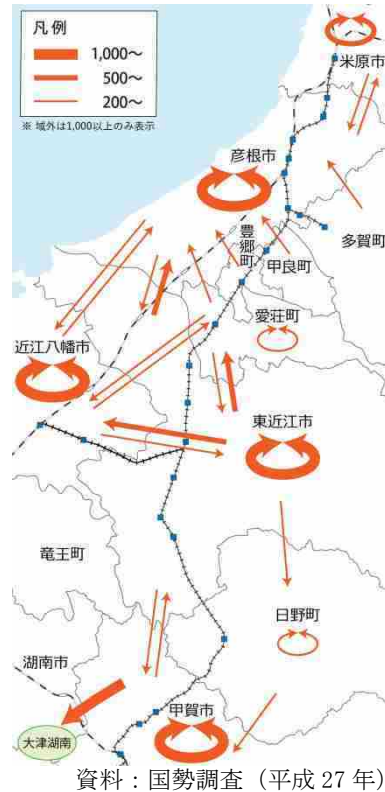 凡例
1,000~
500~
200~
※ 域外は1,000以上のみ表示
米原市
彦根市
多賀町
豊郷町
甲良町
愛荘町
近江八幡市
東近江市
竜王町
日野町
湖南市
甲賀市
大津湖南
資料：国勢調査（平成 27 年）